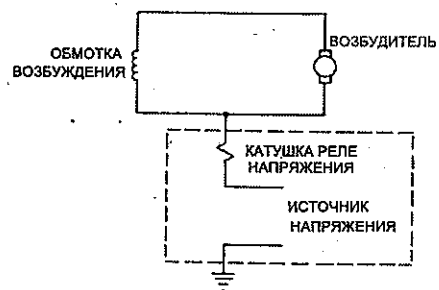 ОБМОТКА
ВОЗБУЖДЕНИЯ
ВОЗБУДИТЕЛЬ
КАТУШКА РЕЛЕ
НАПРЯЖЕНИЯ
ИСТОЧНИК
НАПРЯЖЕНИЯ